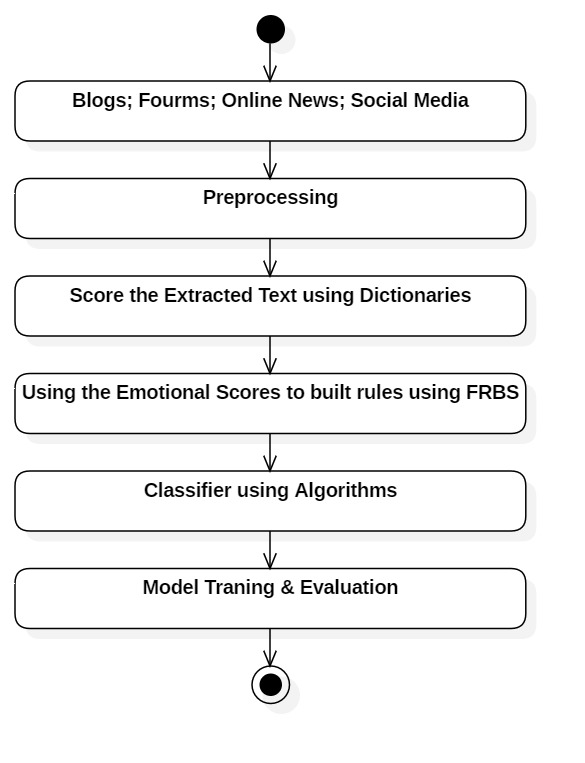 Blogs; Fourms; Online News; Social Media
Preprocessing
Score the Extracted Text using Dictionaries
Using the Emotional Scores to built rules using FRBS
Classifier using Algorithms
Model Traning & Evaluation